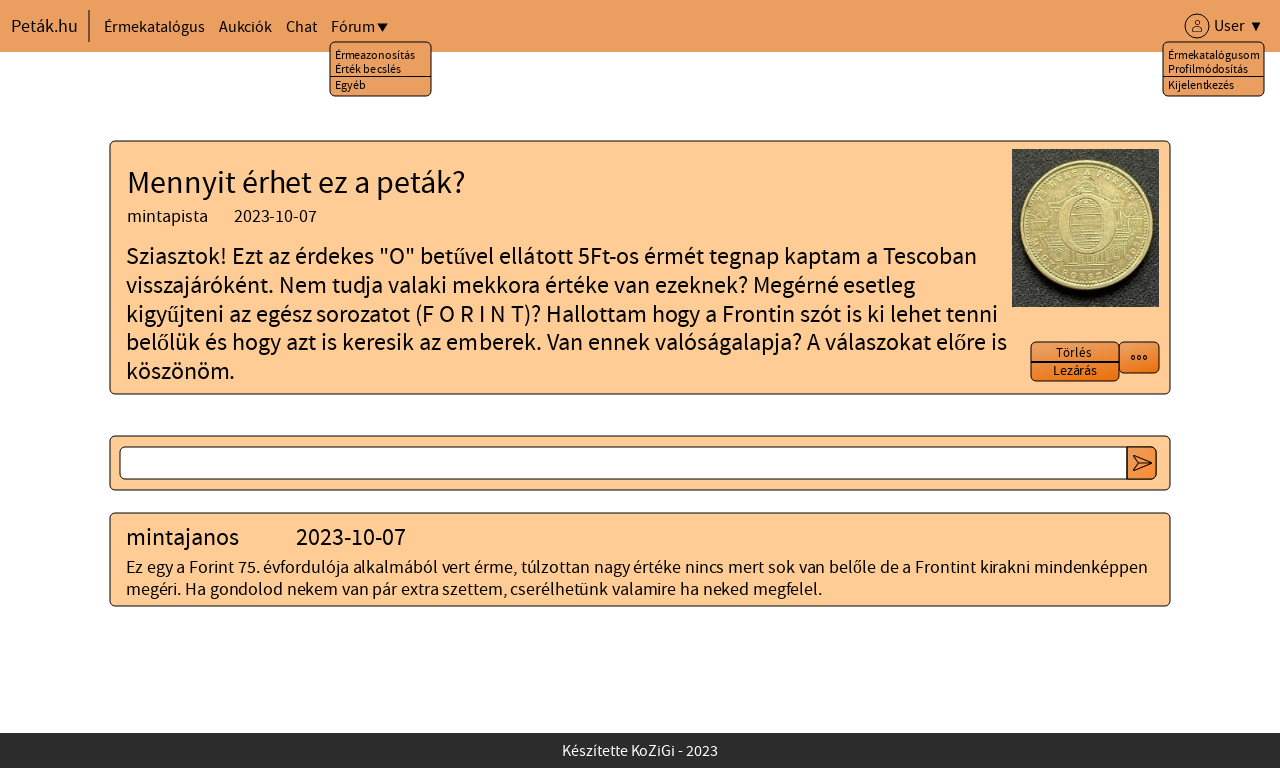 Peták.hu
Érmekatalógus
Aukciók
Chat
Fórum
User
Érmeazonosítás
Érték becslés
Egyéb
Érmekatalógusom
Profilmódosítás
Kijelentkezés
Mennyit érhet ez a peták?
mintapista 2023-10-07
Sziasztok! Ezt az érdekes "O" betűvel ellátott 5Ft-os érmét tegnap kaptam a Tescoban
visszajáróként. Nem tudja valaki mekkora értéke van ezeknek? Megérné esetleg
kigyűjteni az egész sorozatot (F O R I N T)? Hallottam hogy a Frontin szót is ki lehet tenni
belőlük és hogy azt is keresik az emberek. Van ennek valóságalapja? A válaszokat előre is
köszönöm.
Törlés
Lezárás
mintajanos 2023-10-07
Ez egy a Forint 75. évfordulója alkalmából vert érme, túlzottan nagy értéke nincs mert sok van belőle de a Frontint kirakni mindenképpen
megéri. Ha gondolod nekem van pár extra szettem, cserélhetünk valamire ha neked megfelel.
Készítette KoZiGi - 2023